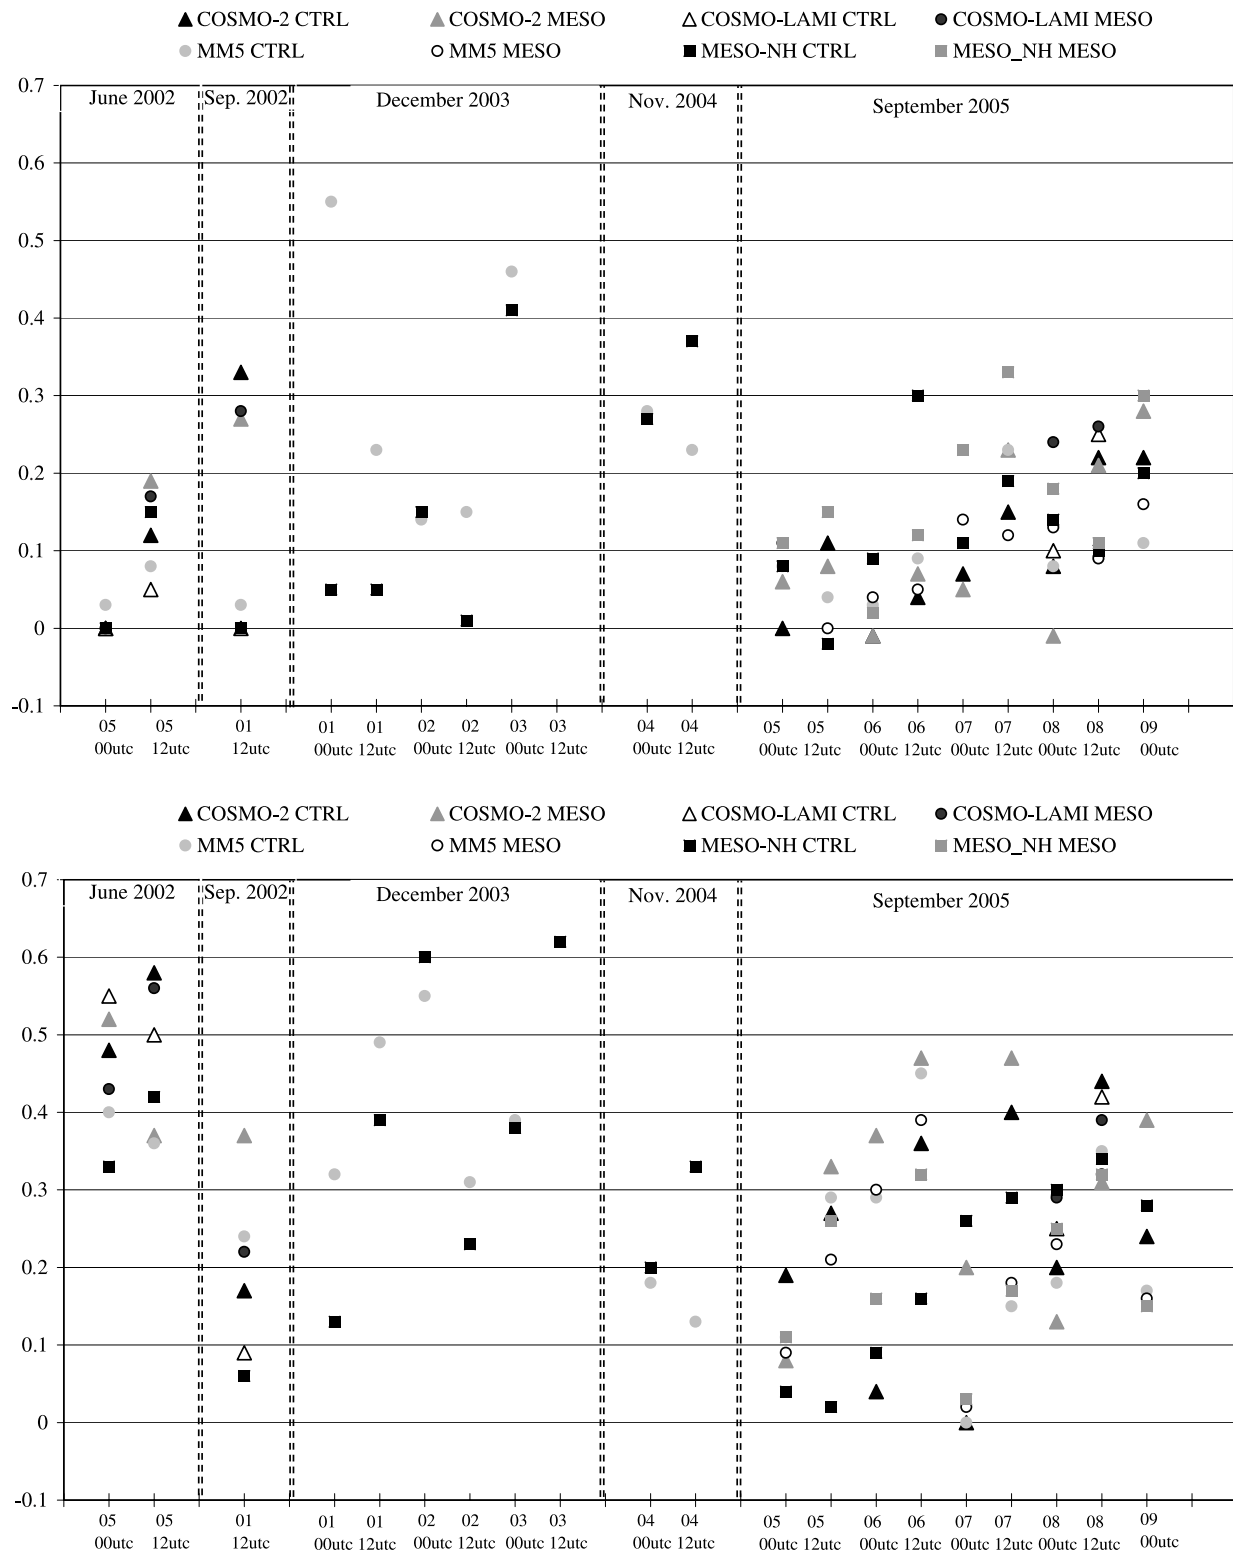 COSMO-2 CTRL COSMO-2 MESO COSMO-LAMI CTRL COSMO-LAMI MESO
MM5 CTRL MM5 MESO MESO-NH CTRL MESO_NH MESO
0.7
June 2002 Sep. 2002 December 2003 Nov. 2004 September 2005
0.6
0.5
0.4
0.3
0.2
0.1
0
-0.1
05 05 01 01 01 02 02 03 03 04 04 05 05 06 06 07 07 08 08 09
00utc 12utc 12utc 00utc 12utc 00utc 12utc 00utc 12utc 00utc 12utc 00utc 12utc 00utc 12utc 00utc 12utc 00utc 12utc 00utc
COSMO-2 CTRL COSMO-2 MESO COSMO-LAMI CTRL COSMO-LAMI MESO
MM5 CTRL MM5 MESO MESO-NH CTRL MESO_NH MESO
0.7
June 2002 Sep. 2002 December 2003 Nov. 2004 September 2005
0.6
0.5
0.4
0.3
0.2
0.1
0
-0.1
05 05 01 01 01 02 02 03 03 04 04 05 05 06 06 07 07 08 08 09
00utc 12utc 12utc 00utc 12utc 00utc 12utc 00utc 12utc 00utc 12utc 00utc 12utc 00utc 12utc 00utc 12utc 00utc 12utc 00utc